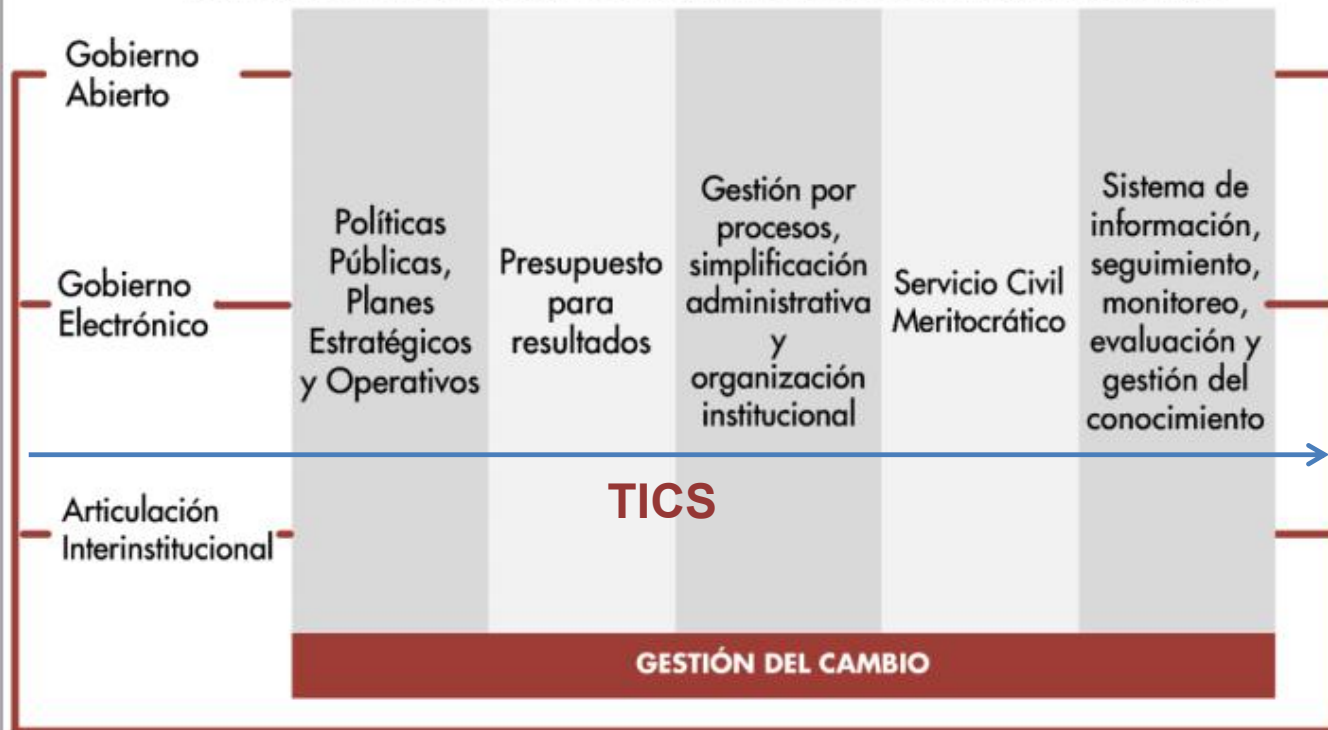 Gobierno
Abierto
Gobierno
Electrónico
Articulación
Interinstitucional
Políticas
Públicas,
Planes
Estratégicos
y Operativos
Presupuesto
para
resultados
Gestión por
procesos,
simplificación
administrativa
y
organización
institucional
Servicio Civil
Meritocrático
Sistema de
información,
seguimiento,
monitoreo,
evaluación y
gestión del
conocimiento
TICS
GESTIÓN DEL CAMBIO